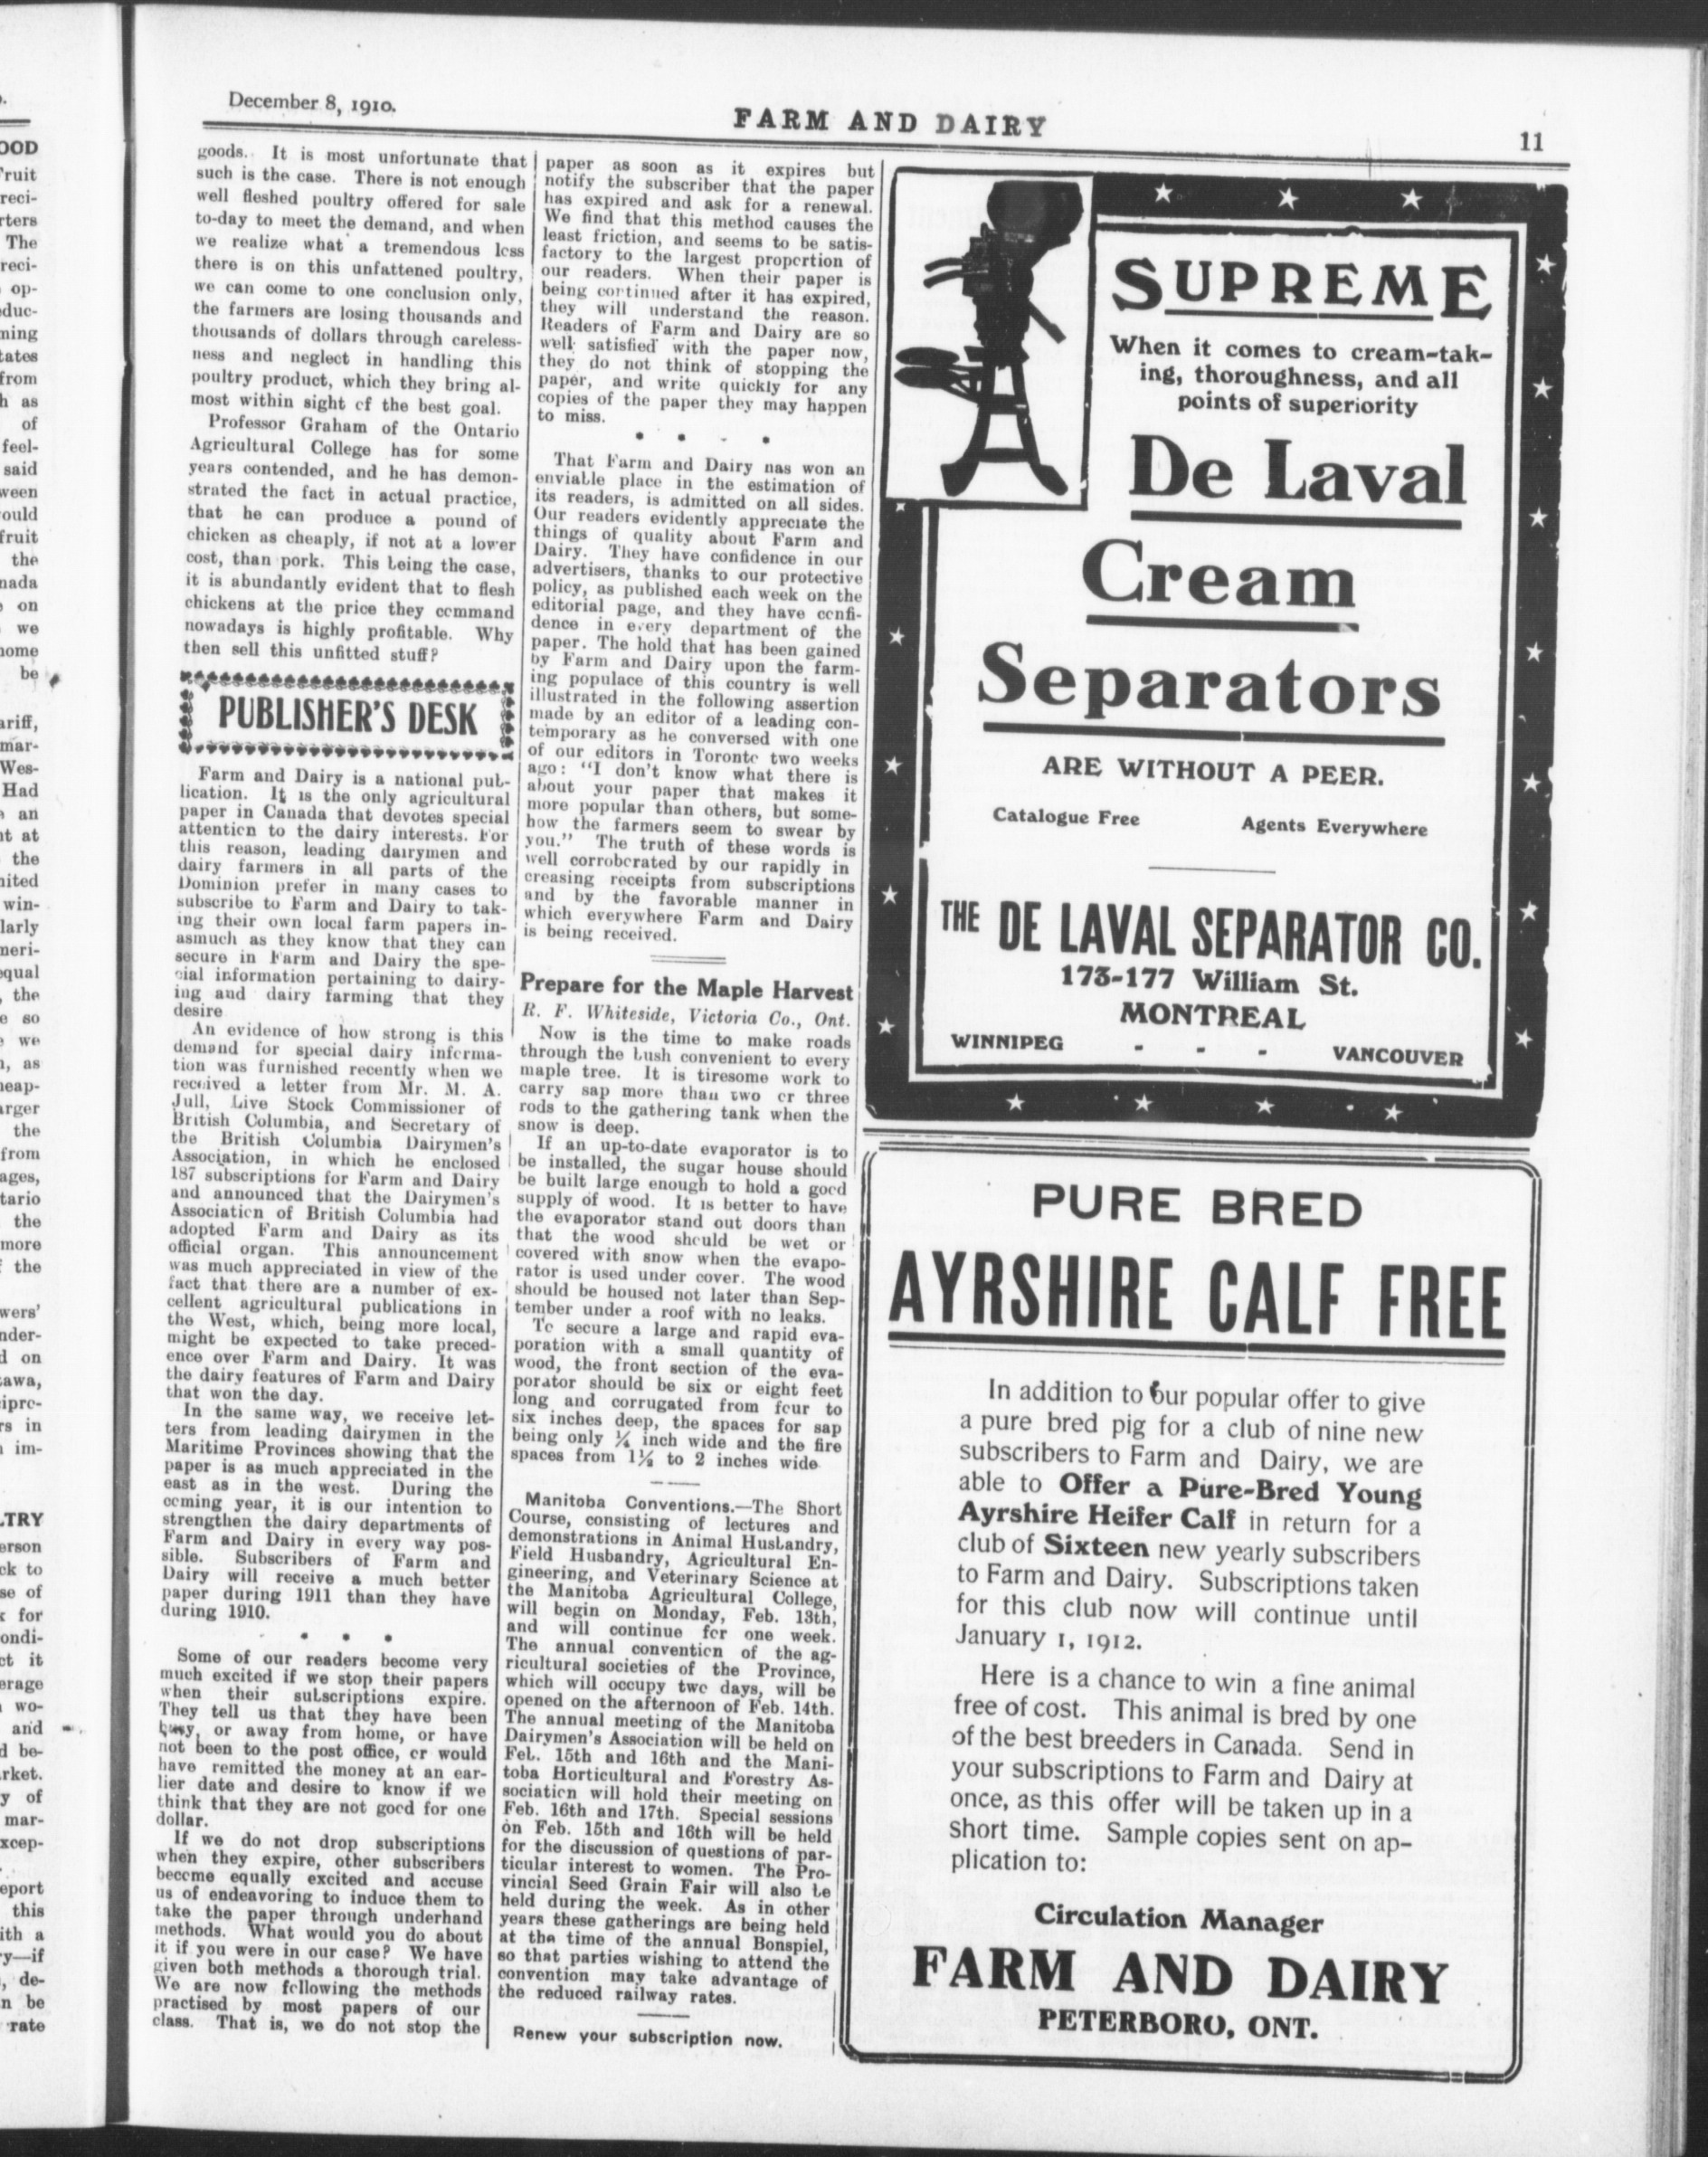 December 8, 1910.
FARM AND DAIRY
11
goods. It is most unfortunate that
such is the case. There is not enough
well fleshed poultry offered for sale
to-day to meet the demand, and when
we realize what a tremendous loss
there is on this unfattened poultry,
we can come to one conclusion only,
the farmers are losing thousands and
thousands of dollars through careless-
ness and neglect in handling this
poultry product, which they bring al-
most within sight of the best goal.
Professor Graham of the Ontario
Agricultural College has for some
years contended, and he has demon-
strated the fact in actual practice,
that he can produce a pound of
chicken as cheaply, if not at a lower
cost, than pork. This being the case,
it is abundantly evident that to flesh
chickens at the price they command
nowadays is highly profitable. Why
then sell this unfitted stuff?
PUBLISHER'S DESK
Farm and Dairy is a national pub-
lication. It is the only agricultural
paper in Canada that devotes special
attention to the dairy interests. For
this reason, leading dairymen and
dairy farmers in all parts of the
Dominion prefer in many cases to
subscribe to Farm and Dairy to tak-
ing their own local farm papers in-
asmuch as they know that they can
secure in Farm and Dairy the spe-
cial information pertaining to dairy-
ing and dairy farming that they
desire
An evidence of how strong is this
demand for special dairy informa-
tion was furnished recently when we
received a letter from Mr. M. A.
Jull, Live Stock Commissioner of
British Columbia, and Secretary of
the British Columbia Dairymen's
Association, in which he enclosed
187 subscriptions for Farm and Dairy
and announced that the Dairymen's
Association of British Columbia had
adopted Farm and Dairy as its
official organ. This announcement
was much appreciated in view of the
fact that there are a number of ex-
cellent agricultural publications in
the West, which, being more local,
might be expected to take preced-
ence over Farm and Dairy. It was
the dairy features of Farm and Dairy
that won the day.
In the same way, we receive let-
ters from leading dairymen in the
Maritime Provinces showing that the
paper is as much appreciated in the
east as in the west. During the
coming year, it is our intention to
strengthen the dairy departments of
Farm and Dairy in every way pos-
sible. Subscribers of Farm and
Dairy will receive a much better
paper during 1911 than they have
during 1910.
* * *
Some of our readers become very
much excited if we stop their papers
when their subscriptions expire.
They tell us that they have been
busy, or away from home, or have
not been to the post office, or would
have remitted the money at an ear-
lier date and desire to know if we
think that they are not good for one
dollar.
If we do not drop subscriptions
when they expire, other subscribers
become equally excited and accuse
us of endeavoring to induce them to
take the paper through underhand
methods. What would you do about
it if you were in our case? We have
given both methods a thorough trial.
We are now following the methods
practised by most papers of our
class. That is, we do not stop the
paper as soon as it expires but
notify the subscriber that the paper
has expired and ask for a renewal.
We find that this method causes the
least friction, and seems to be satis-
factory to the largest proportion of
our readers. When their paper is
being continued after it has expired,
they will understand the reason.
Readers of Farm and Dairy are so
well satisfied with the paper now,
they do not think of stopping the
paper, and write quickly for any
copies of the paper they may happen
to miss.
* * * *
That Farm and Dairy has won an
enviable place in the estimation of
its readers, is admitted on all sides.
Our readers evidently appreciate the
things of quality about Farm and
Dairy. They have confidence in our
advertisers, thanks to our protective
policy, as published each week on the
editorial page, and they have confi-
dence in every department of the
paper. The hold that has been gained
by Farm and Dairy upon the farm-
ing populace of this country is well
illustrated in the following assertion
made by an editor of a leading con-
temporary as he conversed with one
of our editors in Toronto two weeks
ago: "I don't know what there is
about your paper that makes it
more popular than others, but some-
how the farmers seem to swear by
you." The truth of these words is
well corroborated by our rapidly in
creasing receipts from subscriptions
and by the favorable manner in
which everywhere Farm and Dairy
is being received.
Prepare for the Maple Harvest
R. F. Whiteside, Victoria Co., Ont.
Now is the time to make roads
through the bush convenient to every
maple tree. It is tiresome work to
carry sap more than two or three
rods to the gathering tank when the
snow is deep.
If an up-to-date evaporator is to
be installed, the sugar house should
be built large enough to hold a good
supply of wood. It is better to have
the evaporator stand out doors than
that the wood should be wet or
covered with snow when the evapo-
rator is used under cover. The wood
should be housed not later than Sep-
tember under a roof with no leaks.
To secure a large and rapid eva-
poration with a small quantity of
wood, the front section of the eva-
porator should be six or eight feet
long and corrugated from four to
six inches deep, the spaces for sap
being only ¼ inch wide and the fire
spaces from 1½ to 2 inches wide
Manitoba Conventions.—The Short
Course, consisting of lectures and
demonstrations in Animal Husbandry,
Field Husbandry, Agricultural En-
gineering, and Veterinary Science at
the Manitoba Agricultural College,
will begin on Monday, Feb. 13th,
and will continue for one week.
The annual convention of the ag-
ricultural societies of the Province,
which will occupy two days, will be
opened on the afternoon of Feb. 14th.
The annual meeting of the Manitoba
Dairymen's Association will be held on
Feb. 15th and 16th and the Mani-
toba Horticultural and Forestry As-
sociation will hold their meeting on
Feb. 16th and 17th. Special sessions
on Feb. 15th and 16th will be held
for the discussion of questions of par-
ticular interest to women. The Pro-
vincial Seed Grain Fair will also be
held during the week. As in other
years these gatherings are being held
at the time of the annual Bonspiel,
so that parties wishing to attend the
convention may take advantage of
the reduced railway rates.
Renew your subscription now.
SUPREME
When it comes to cream-tak-
ing, thoroughness, and all
points of superiority
De Laval
Cream
Separators
ARE WITHOUT A PEER.
Catalogue Free Agents Everywhere
THE DE LAVAL SEPARATOR CO.
173-177 William St.
MONTREAL
WINNIPEG - - - VANCOUVER
PURE BRED
AYRSHIRE CALF FREE
In addition to our popular offer to give
a pure bred pig for a club of nine new
subscribers to Farm and Dairy, we are
able to Offer a Pure-Bred Young
Ayrshire Heifer Calf in return for a
club of Sixteen new yearly subscribers
to Farm and Dairy. Subscriptions taken
for this club now will continue until
January 1, 1912.
Here is a chance to win a fine animal
free of cost. This animal is bred by one
of the best breeders in Canada. Send in
your subscriptions to Farm and Dairy at
once, as this offer will be taken up in a
short time. Sample copies sent on ap-
plication to:
Circulation Manager
FARM AND DAIRY
PETERBORO, ONT.